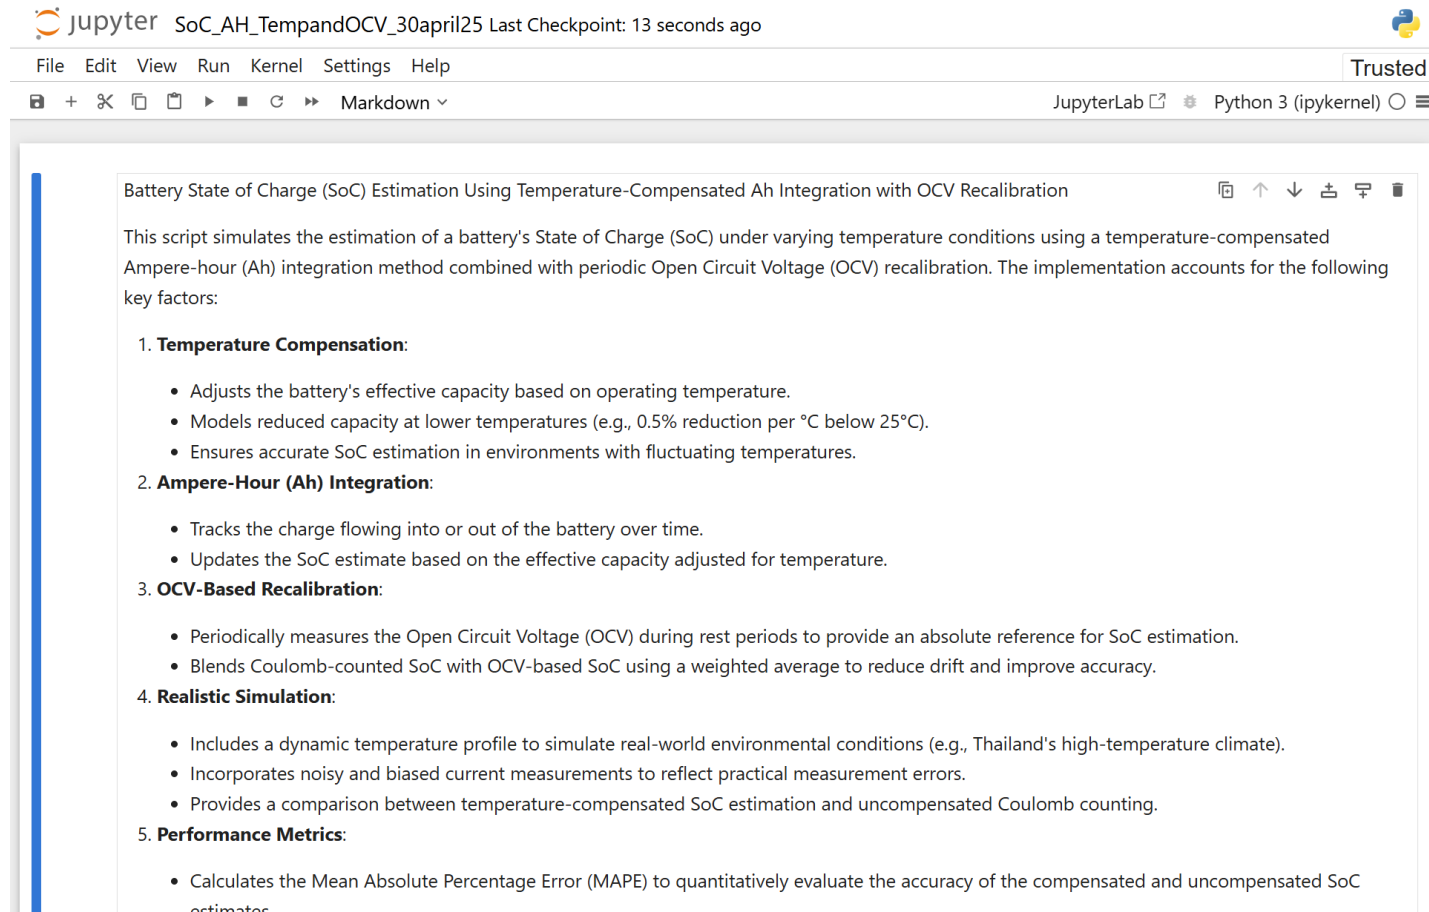 jupyter SoC_AH_TempandOCV_30april25 Last Checkpoint: 13 seconds ago
File Edit View Run Kernel Settings Help
Trusted
Markdown
JupyterLab Python 3 (ipykernel)
Battery State of Charge (SoC) Estimation Using Temperature-Compensated Ah Integration with OCV Recalibration
This script simulates the estimation of a battery's State of Charge (SoC) under varying temperature conditions using a temperature-compensated
Ampere-hour (Ah) integration method combined with periodic Open Circuit Voltage (OCV) recalibration. The implementation accounts for the following
key factors:
1. Temperature Compensation:
• Adjusts the battery's effective capacity based on operating temperature.
• Models reduced capacity at lower temperatures (e.g., 0.5% reduction per °C below 25°C).
• Ensures accurate SoC estimation in environments with fluctuating temperatures.
2. Ampere-Hour (Ah) Integration:
• Tracks the charge flowing into or out of the battery over time.
• Updates the SoC estimate based on the effective capacity adjusted for temperature.
3. OCV-Based Recalibration:
• Periodically measures the Open Circuit Voltage (OCV) during rest periods to provide an absolute reference for SoC estimation.
• Blends Coulomb-counted SoC with OCV-based SoC using a weighted average to reduce drift and improve accuracy.
4. Realistic Simulation:
• Includes a dynamic temperature profile to simulate real-world environmental conditions (e.g., Thailand's high-temperature climate).
• Incorporates noisy and biased current measurements to reflect practical measurement errors.
• Provides a comparison between temperature-compensated SoC estimation and uncompensated Coulomb counting.
5. Performance Metrics:
• Calculates the Mean Absolute Percentage Error (MAPE) to quantitatively evaluate the accuracy of the compensated and uncompensated SoC
estimates